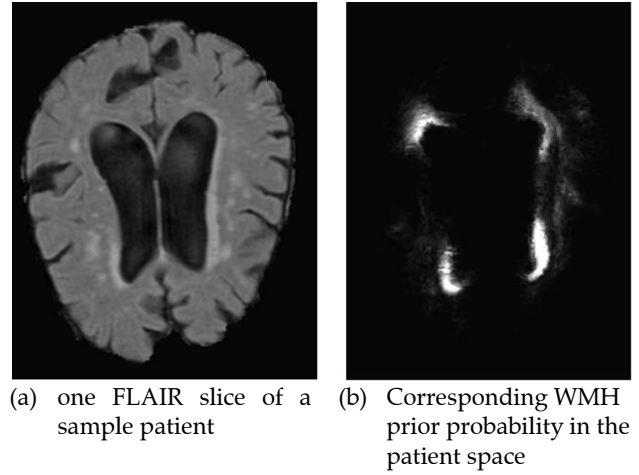 (a) one FLAIR slice of a
sample patient
(b) Corresponding WMH
prior probability in the
patient space